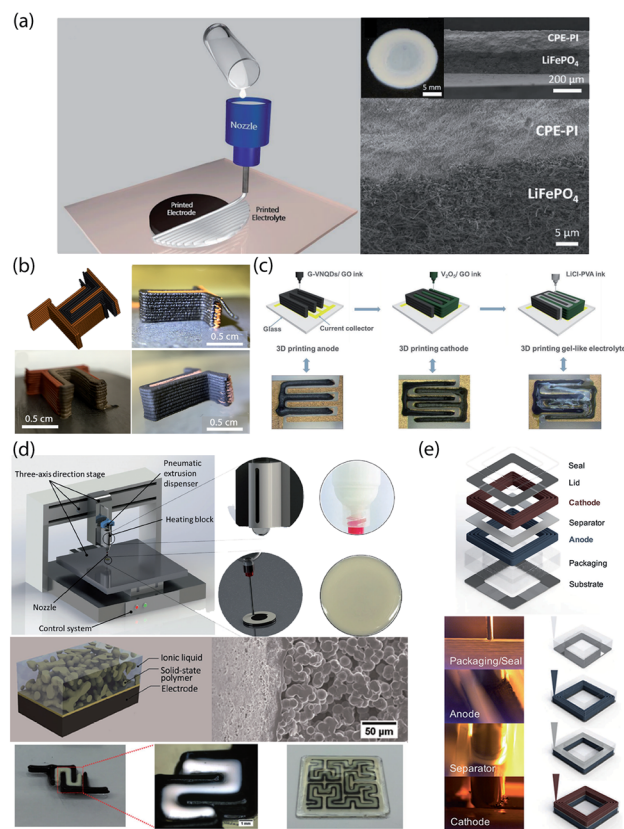 (a)
Nozzle
Printed
Electrode
Printed
Electrolyte
5 mm
CPE-PI
LiFePO₄
200 μm
CPE-PI
LiFePO₄
5 μm
(b)
0.5 cm
0.5 cm
0.5 cm
(c)
G-VNQDs/ GO ink
V₂O₅/ GO ink
LiCl-PVA ink
Glass
Current collector
3D printing anode
3D printing cathode
3D printing gel-like electrolyte
(d)
Three-axis direction stage
Pneumatic
extrusion
dispenser
Heating block
Nozzle
Control system
Ionic liquid
Solid-state
polymer
Electrode
50 μm
1 mm
(e)
Seal
Lid
Cathode
Separator
Anode
Packaging
Substrate
Packaging/Seal
Anode
Separator
Cathode